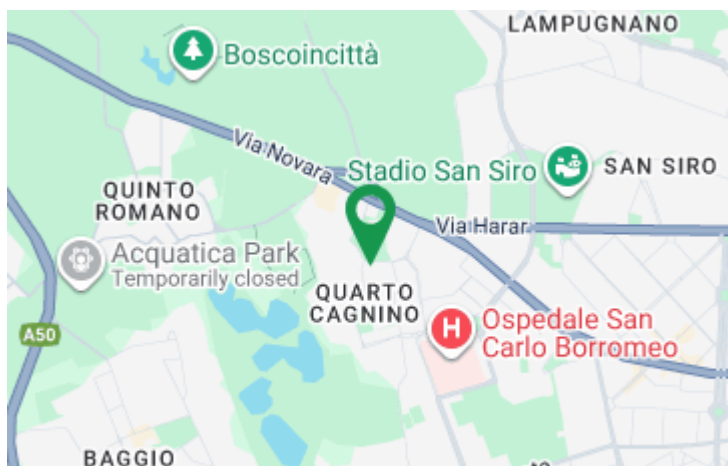 LAMPUGNANO
Boscoincittà
Via Novara
Stadio San Siro
SAN SIRO
QUINTO
ROMANO
Via Harar
Acquatica Park
Temporarily closed
QUARTO
CAGNINO
A50
H
Ospedale San
Carlo Borromeo
BAGGIO